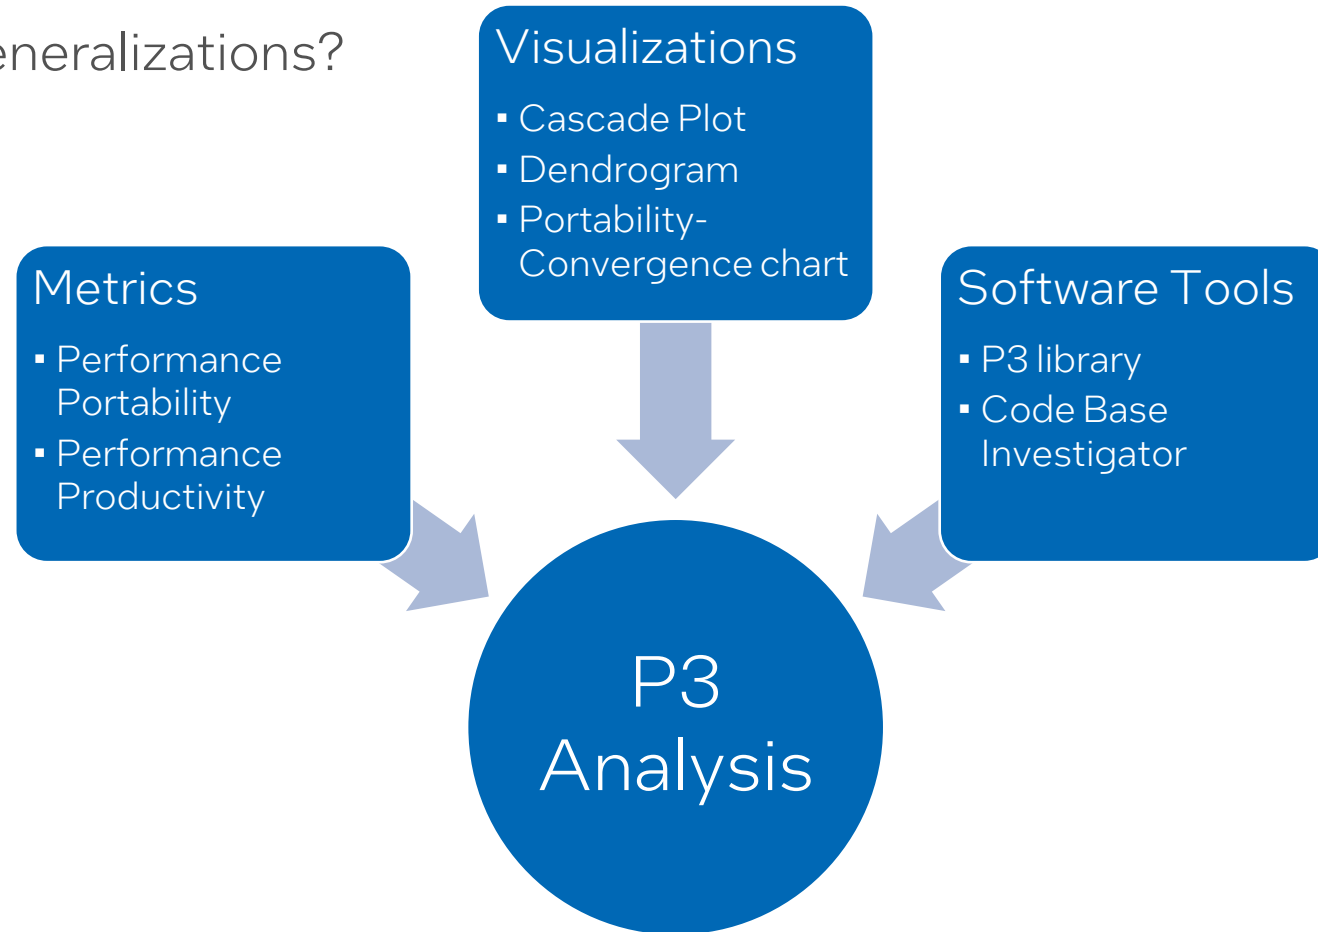 eneralizations?
Visualizations
▪ Cascade Plot
▪ Dendrogram
▪ Portability-
Convergence chart
Metrics
▪ Performance
Portability
▪ Performance
Productivity
Software Tools
▪ P3 library
▪ Code Base
Investigator
P3
Analysis